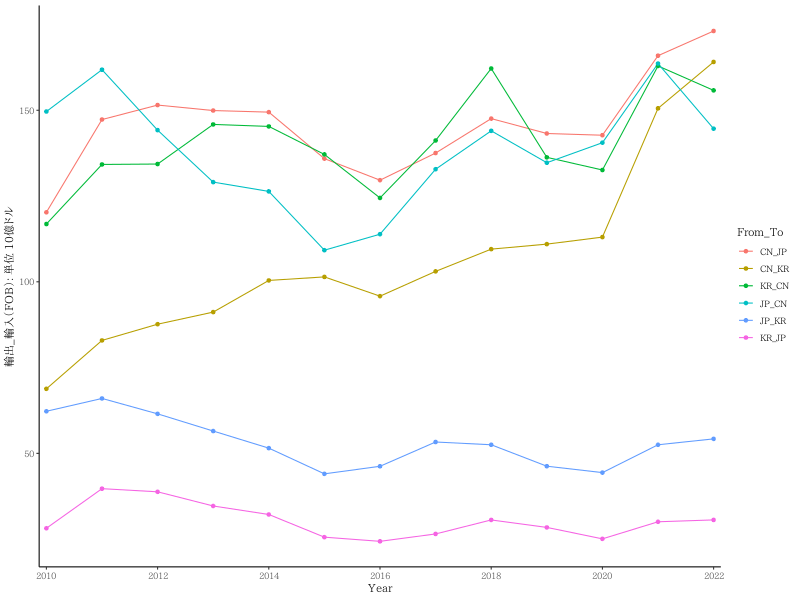 輸出_輸入(FOB): 単位 10億ドル
150
100
50
2010
2012
2014
2016
2018
2020
2022
Year
From_To
CN_JP
CN_KR
KR_CN
JP_CN
JP_KR
KR_JP